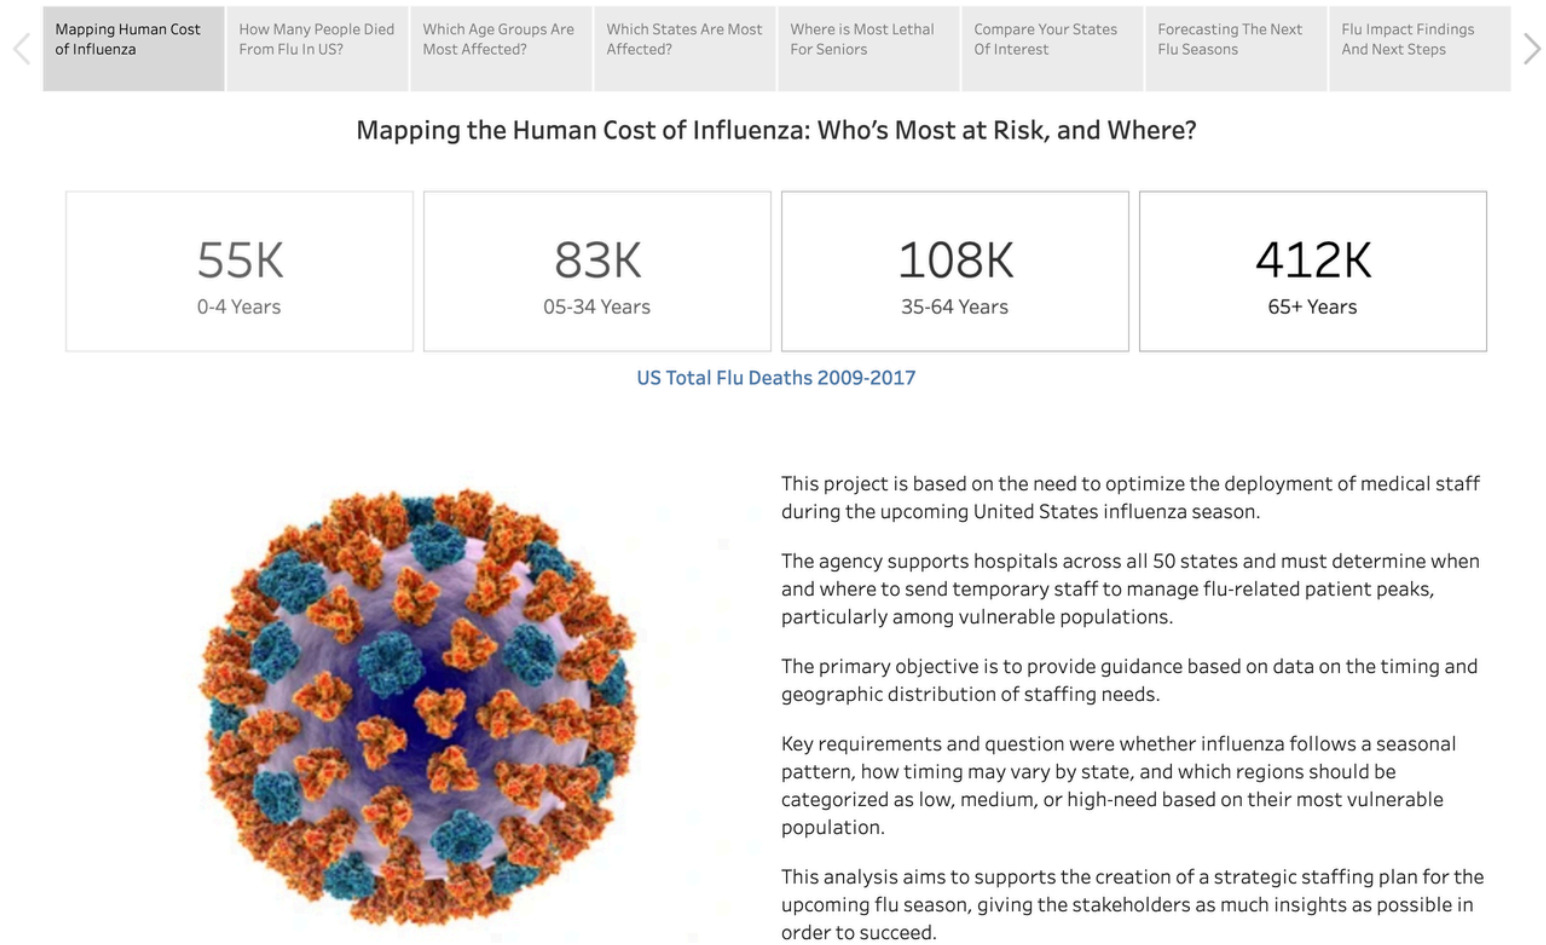 Mapping Human Cost
of Influenza
How Many People Died
From Flu In US?
Which Age Groups Are
Most Affected?
Which States Are Most
Affected?
Where is Most Lethal
For Seniors
Compare Your States
Of Interest
Forecasting The Next
Flu Seasons
Flu Impact Findings
And Next Steps
Mapping the Human Cost of Influenza: Who’s Most at Risk, and Where?
55K
0-4 Years
83K
05-34 Years
108K
35-64 Years
412K
65+ Years
US Total Flu Deaths 2009-2017
This project is based on the need to optimize the deployment of medical staff
during the upcoming United States influenza season.
The agency supports hospitals across all 50 states and must determine when
and where to send temporary staff to manage flu-related patient peaks,
particularly among vulnerable populations.
The primary objective is to provide guidance based on data on the timing and
geographic distribution of staffing needs.
Key requirements and question were whether influenza follows a seasonal
pattern, how timing may vary by state, and which regions should be
categorized as low, medium, or high-need based on their most vulnerable
population.
This analysis aims to supports the creation of a strategic staffing plan for the
upcoming flu season, giving the stakeholders as much insights as possible in
order to succeed.